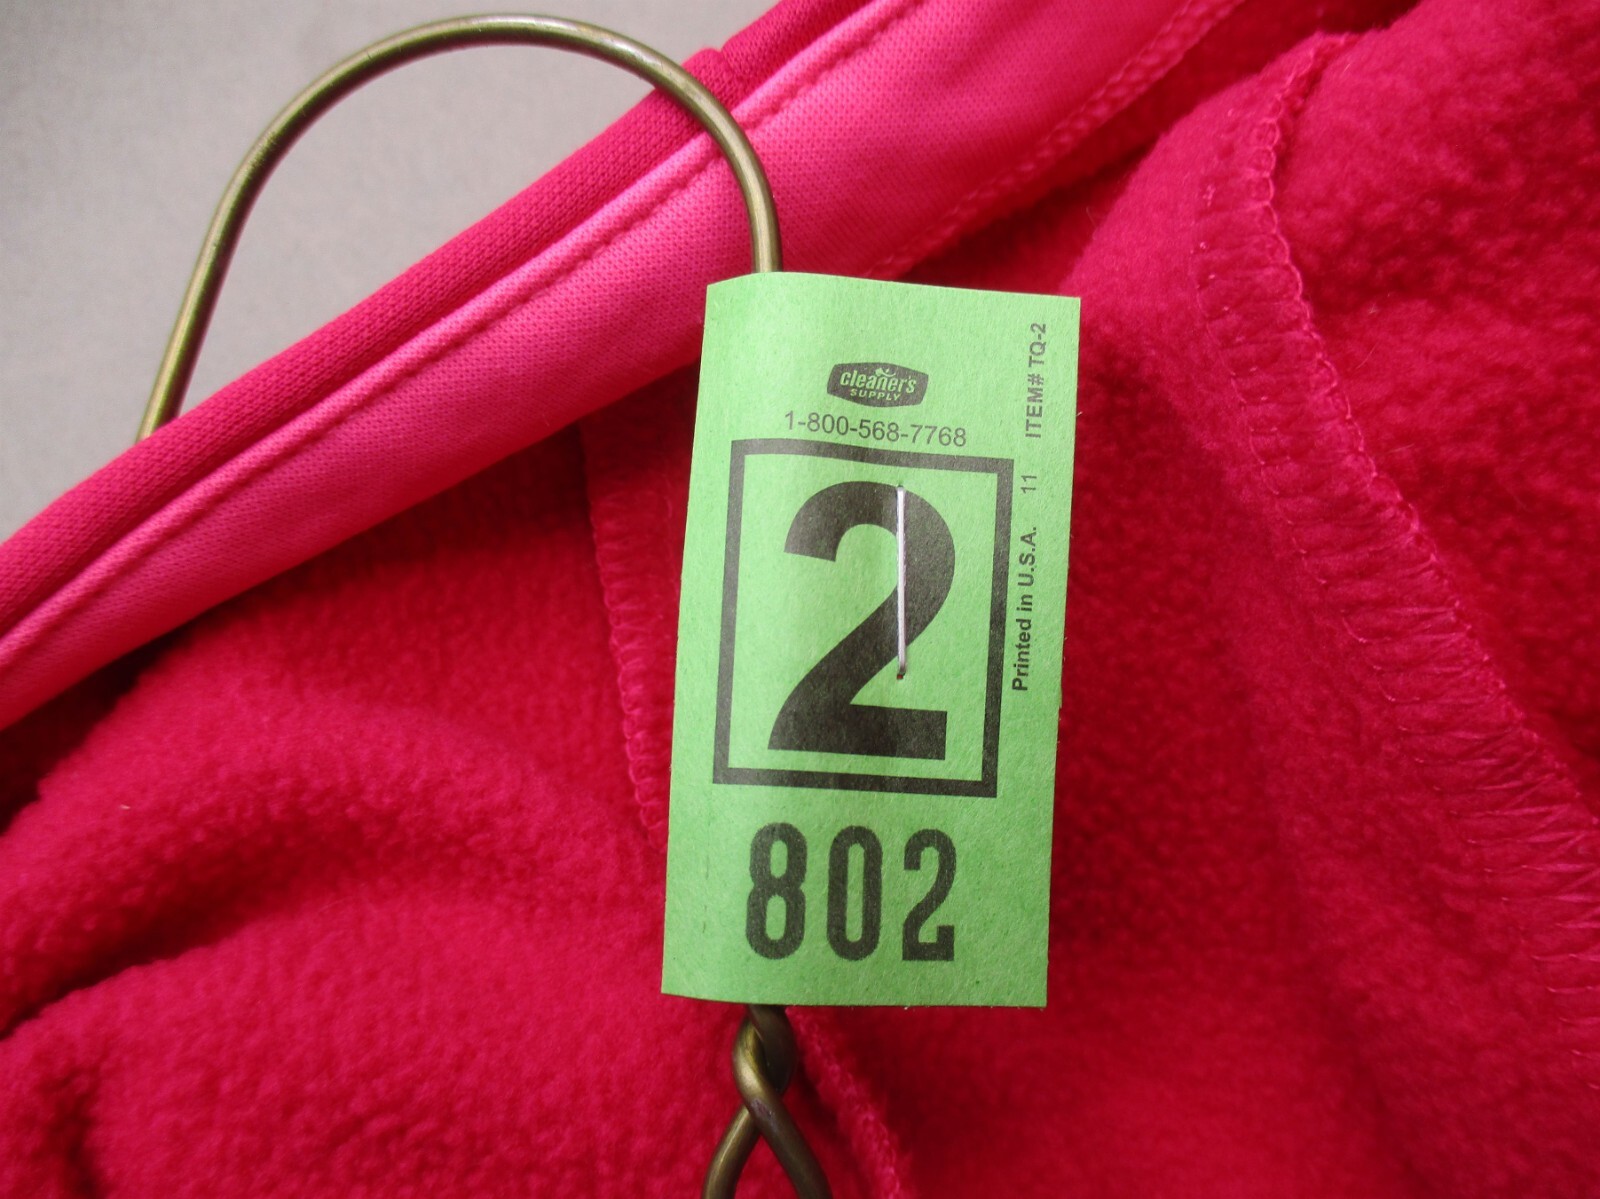 cleaner's
SUPPLY
1-800-568-7768
2
802
Printed in U.S.A. 11 ITEM# TQ-2